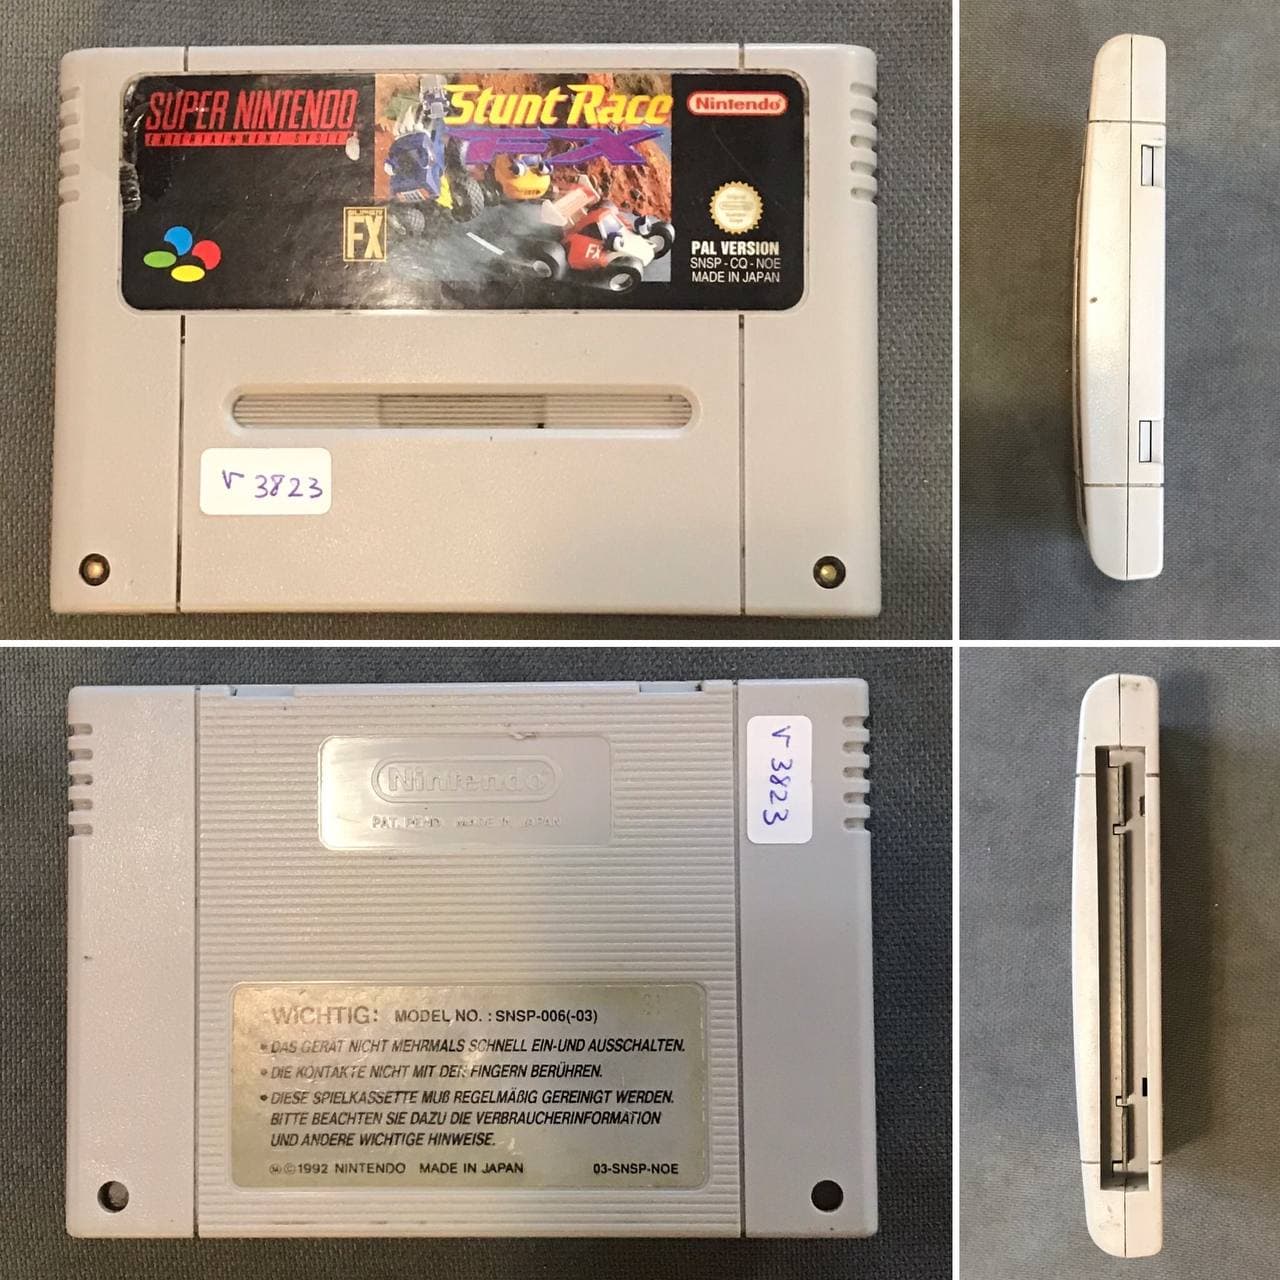 SUPER NINTENDO
ENTERTAINMENT SYSTEM
Stunt Race
FX
Nintendo
SUPER
FX
FX
PAL VERSION
SNSP-CQ-NOE
MADE IN JAPAN
V 3823
Nintendo
PAT. PEND. MADE IN JAPAN
V 3823
WICHTIG: MODEL NO. : SNSP-006(-03)
• DAS GERÄT NICHT MEHRMALS SCHNELL EIN-UND AUSSCHALTEN.
• DIE KONTAKTE NICHT MIT DEN FINGERN BERÜHREN.
• DIESE SPIELKASSETTE MUß REGELMÄßIG GEREINIGT WERDEN.
BITTE BEACHTEN SIE DAZU DIE VERBRAUCHERINFORMATION
UND ANDERE WICHTIGE HINWEISE.
©1992 NINTENDO MADE IN JAPAN 03-SNSP-NOE